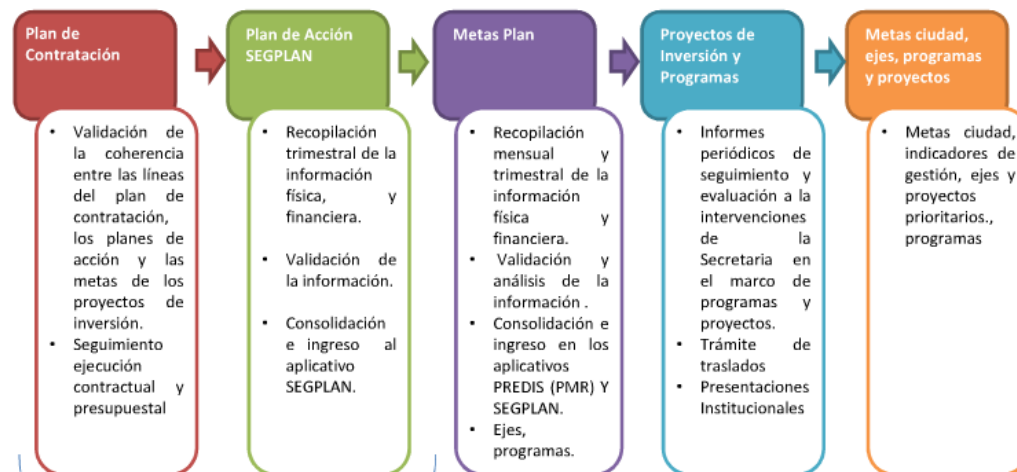 Plan de
Contratación
• Validación de
la coherencia
entre las líneas
del plan de
contratación,
los planes de
acción y las
metas de los
proyectos de
inversión.
• Seguimiento
ejecución
contractual y
presupuestal
Plan de Acción
SEGPLAN
• Recopilación
trimestral de la
información
física, y
financiera.
• Validación de
la información.
• Consolidación
e ingreso al
aplicativo
SEGPLAN.
Metas Plan
• Recopilación
mensual y
trimestral de la
información
física y
financiera.
• Validación y
análisis de la
información .
• Consolidación e
ingreso en los
aplicativos
PREDIS (PMR) Y
SEGPLAN.
• Ejes,
programas.
Proyectos de
Inversión y
Programas
• Informes
periódicos de
seguimiento y
evaluación a la
intervenciones
de la
Secretaria en
el marco de
programas y
proyectos.
• Trámite de
traslados
• Presentaciones
Institucionales
Metas ciudad,
ejes, programas
y proyectos
• Metas ciudad,
indicadores de
gestión, ejes y
proyectos
prioritarios.,
programas